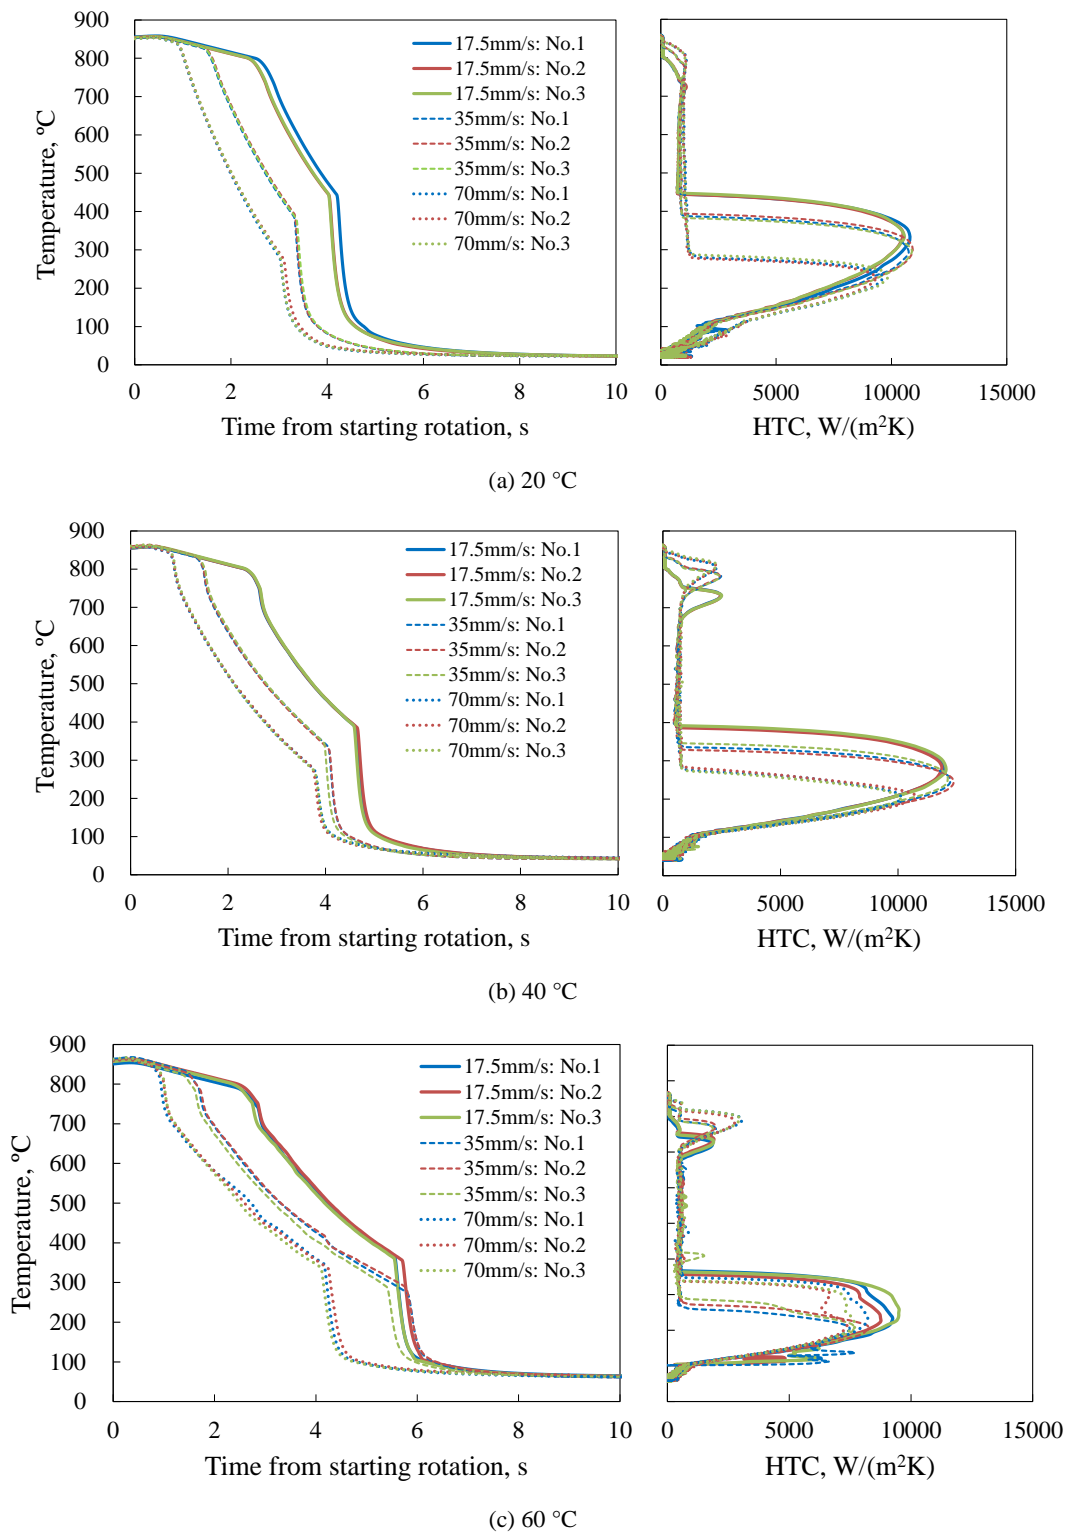 900
800
700
600
500
400
300
200
100
0
Temperature, ºC
0 2 4 6 8 10
Time from starting rotation, s
17.5mm/s: No.1
17.5mm/s: No.2
17.5mm/s: No.3
35mm/s: No.1
35mm/s: No.2
35mm/s: No.3
70mm/s: No.1
70mm/s: No.2
70mm/s: No.3
0 5000 10000 15000
HTC, W/(m²K)
(a) 20 °C
900
800
700
600
500
400
300
200
100
0
Temperature, ºC
0 2 4 6 8 10
Time from starting rotation, s
17.5mm/s: No.1
17.5mm/s: No.2
17.5mm/s: No.3
35mm/s: No.1
35mm/s: No.2
35mm/s: No.3
70mm/s: No.1
70mm/s: No.2
70mm/s: No.3
0 5000 10000 15000
HTC, W/(m²K)
(b) 40 °C
900
800
700
600
500
400
300
200
100
0
Temperature, ºC
0 2 4 6 8 10
Time from starting rotation, s
17.5mm/s: No.1
17.5mm/s: No.2
17.5mm/s: No.3
35mm/s: No.1
35mm/s: No.2
35mm/s: No.3
70mm/s: No.1
70mm/s: No.2
70mm/s: No.3
0 5000 10000 15000
HTC, W/(m²K)
(c) 60 °C